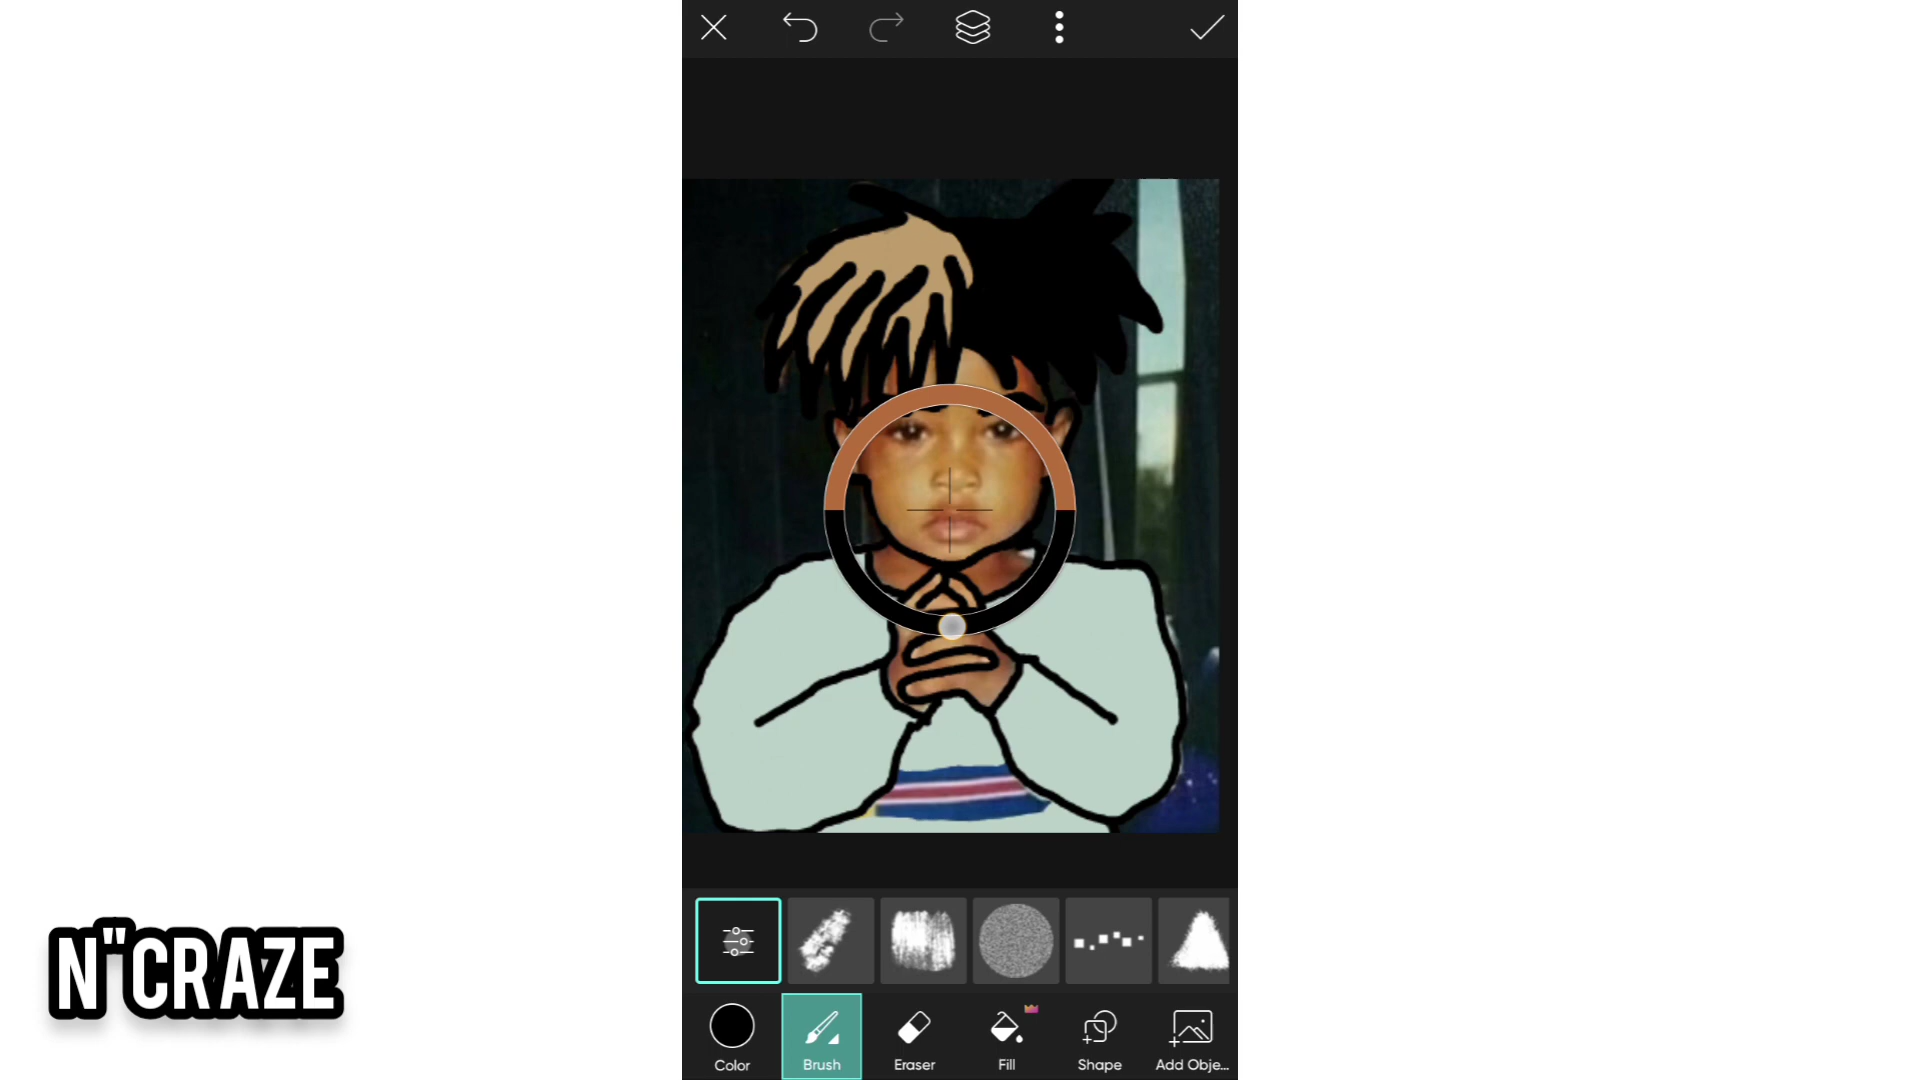 N"CRAZE
Color
Brush
Eraser
Fill
Shape
Add Obje...